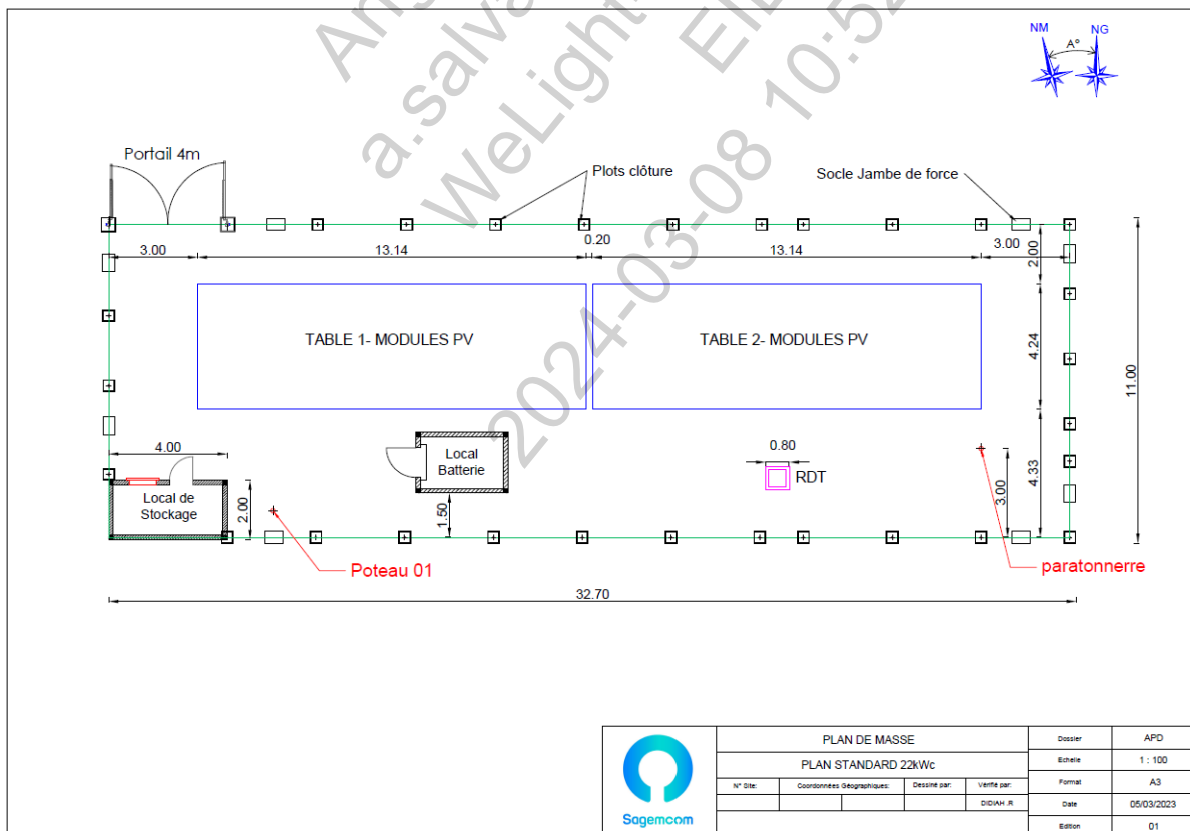 An
a.salva
WeLight
EIE
2024-03-08 10:52
NM
NG
A°
Portail 4m
Plots clôture
Socle Jambe de force
3.00
13.14
0.20
13.14
3.00
2.00
TABLE 1- MODULES PV
TABLE 2- MODULES PV
4.24
11.00
4.00
Local
Batterie
0.80
RDT
4.33
3.00
Local de
Stockage
2.00
1.50
Poteau 01
paratonnerre
32.70
Sagemcom
PLAN DE MASSE
PLAN STANDARD 22kWc
N° Site:
Coordonnées Géographiques:
Dessiné par:
Vérifié par:
DIDIAH .R
Dossier
APD
Echelle
1 : 100
Format
A3
Date
05/03/2023
Edition
01